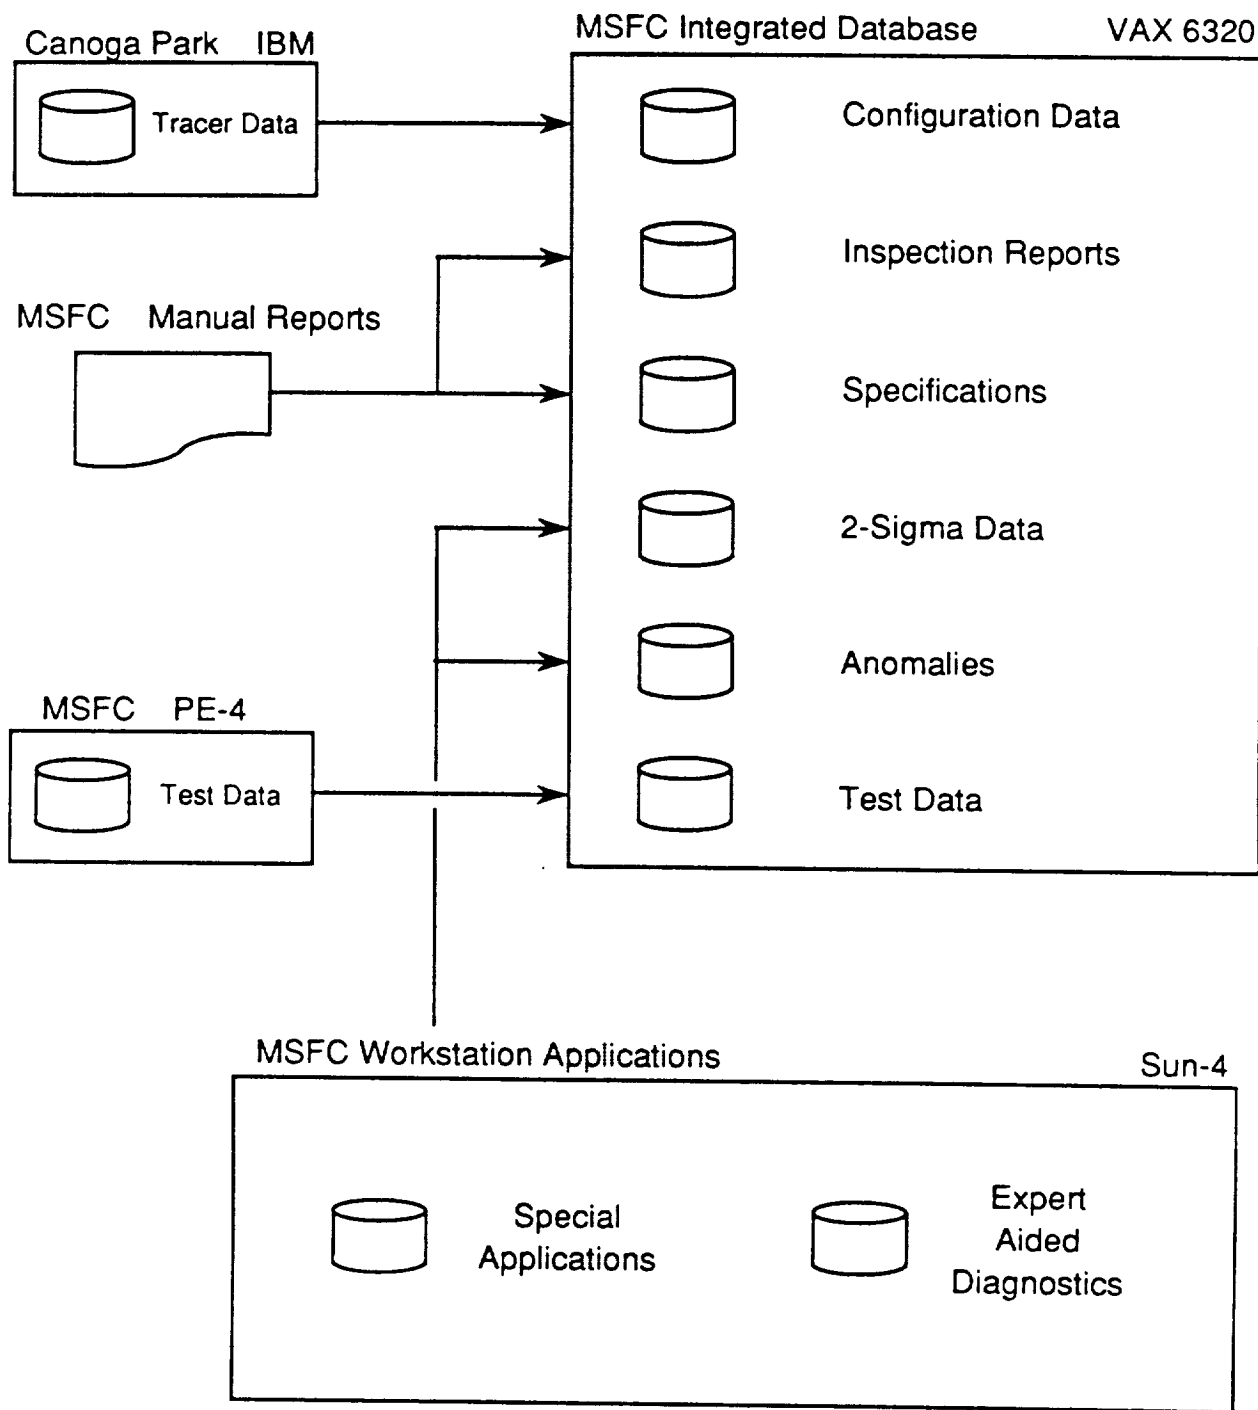 Canoga Park IBM
Tracer Data
MSFC Manual Reports
MSFC PE-4
Test Data
MSFC Integrated Database VAX 6320
Configuration Data
Inspection Reports
Specifications
2-Sigma Data
Anomalies
Test Data
MSFC Workstation Applications Sun-4
Special
Applications
Expert
Aided
Diagnostics